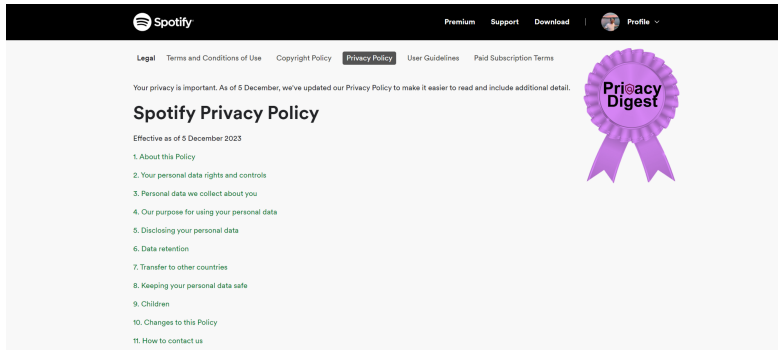 Spotify
Premium Support Download | Profile
Legal Terms and Conditions of Use Copyright Policy Privacy Policy User Guidelines Paid Subscription Terms
Your privacy is important. As of 5 December, we've updated our Privacy Policy to make it easier to read and include additional detail.
Pri@acy
Digest
Spotify Privacy Policy
Effective as of 5 December 2023
1. About this Policy
2. Your personal data rights and controls
3. Personal data we collect about you
4. Our purpose for using your personal data
5. Disclosing your personal data
6. Data retention
7. Transfer to other countries
8. Keeping your personal data safe
9. Children
10. Changes to this Policy
11. How to contact us